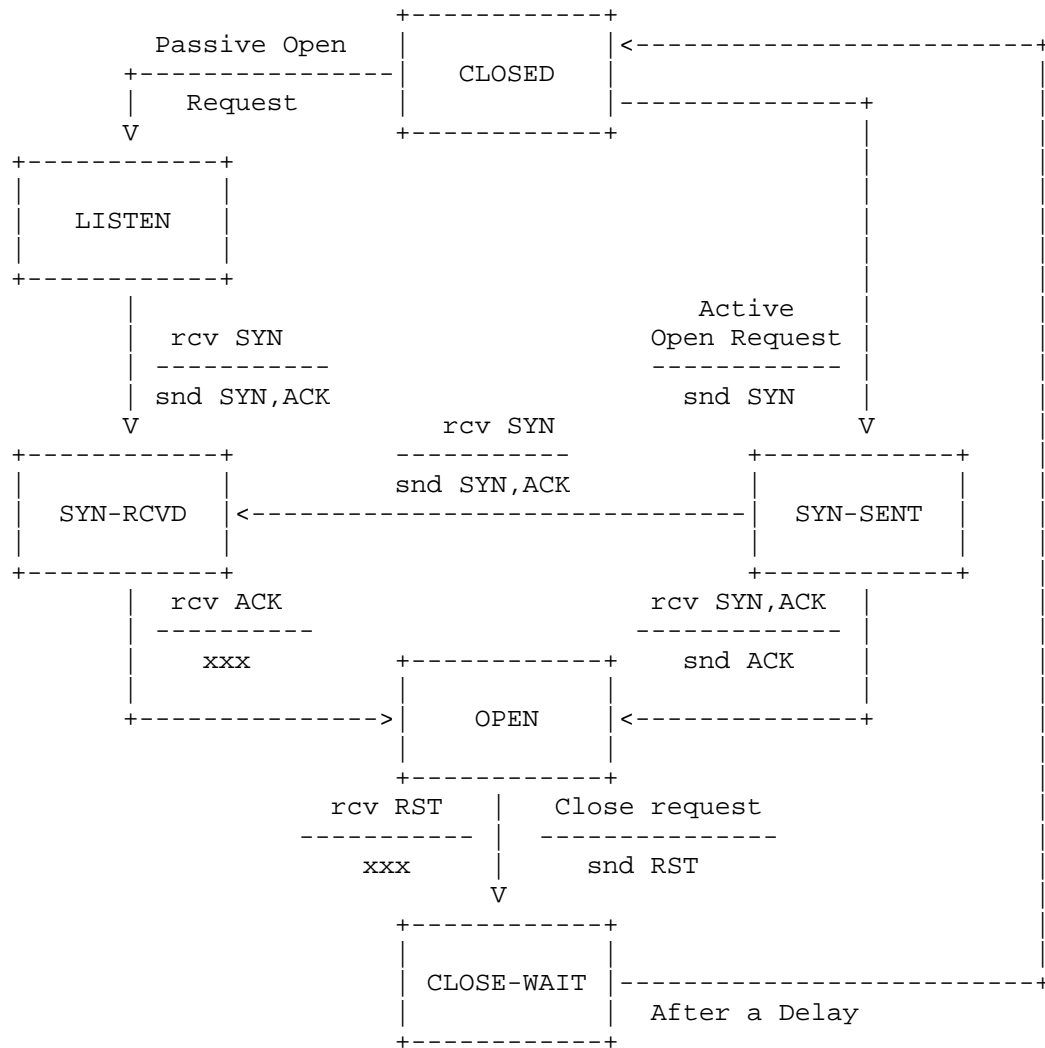 Passive Open
CLOSED
Request
V
LISTEN
Active
rcv SYN
Open Request
snd SYN,ACK
snd SYN
V
rcv SYN
V
snd SYN,ACK
SYN-RCVD
SYN-SENT
rcv ACK
rcv SYN,ACK
xxx
snd ACK
OPEN
rcv RST
Close request
xxx
snd RST
V
CLOSE-WAIT
After a Delay